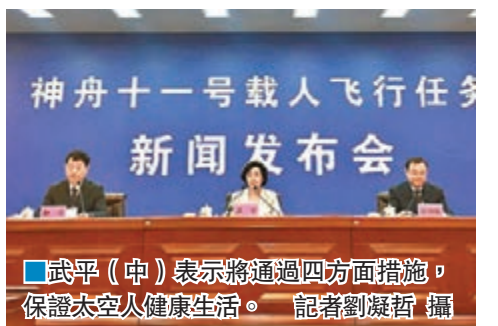 神舟十一号载人飞行任务
新闻发布会
■武平（中）表示將通過四方面措施，
保證太空人健康生活。 記者劉凝哲 攝